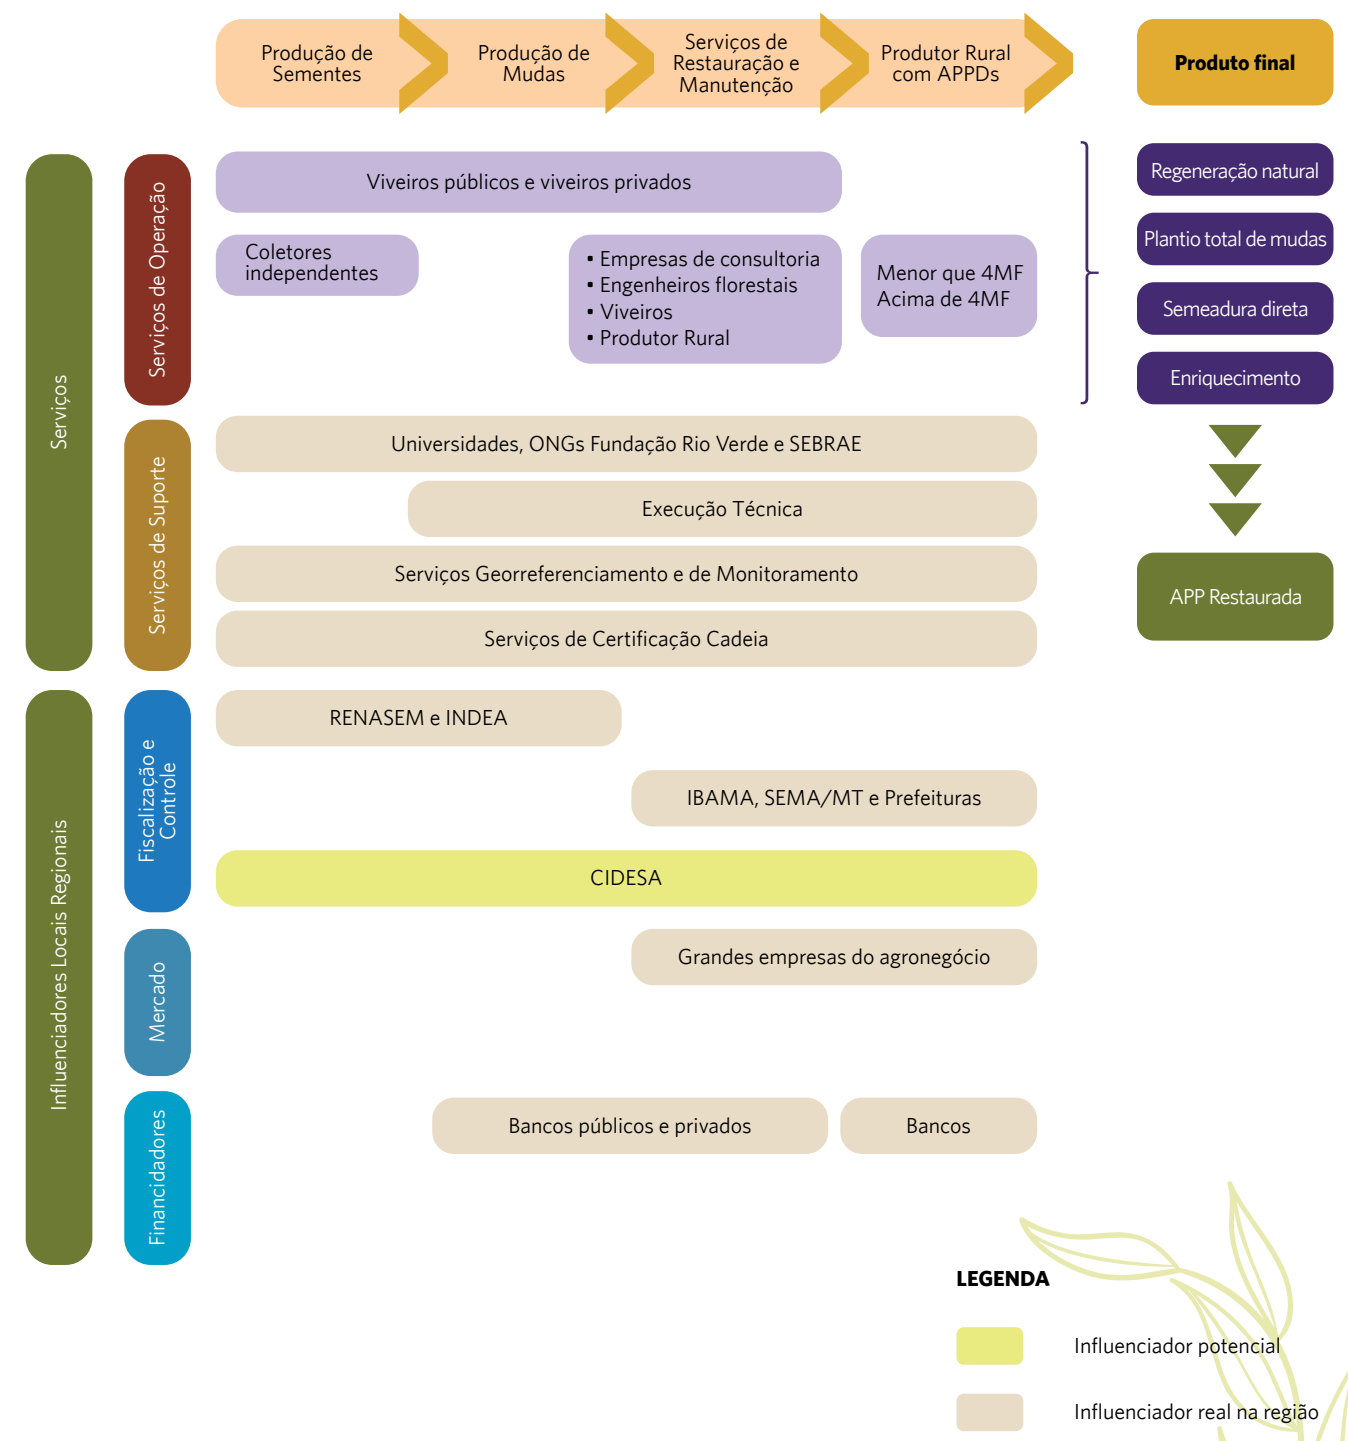 Produção de
Sementes
Produção de
Mudas
Serviços de
Restauração e
Manutenção
Produtor Rural
com APPDs
Produto final
Serviços
Serviços de Operação
Viveiros públicos e viveiros privados
Coletores
independentes
• Empresas de consultoria
• Engenheiros florestais
• Viveiros
• Produtor Rural
Menor que 4MF
Acima de 4MF
Regeneração natural
Plantio total de mudas
Semeadura direta
Enriquecimento
APP Restaurada
Serviços de Suporte
Universidades, ONGs Fundação Rio Verde e SEBRAE
Execução Técnica
Serviços Georreferenciamento e de Monitoramento
Serviços de Certificação Cadeia
Influenciadores Locais Regionais
Fiscalização e
Controle
RENASEM e INDEA
IBAMA, SEMA/MT e Prefeituras
CIDESA
Mercado
Grandes empresas do agronegócio
Financidadores
Bancos públicos e privados
Bancos
LEGENDA
Influenciador potencial
Influenciador real na região